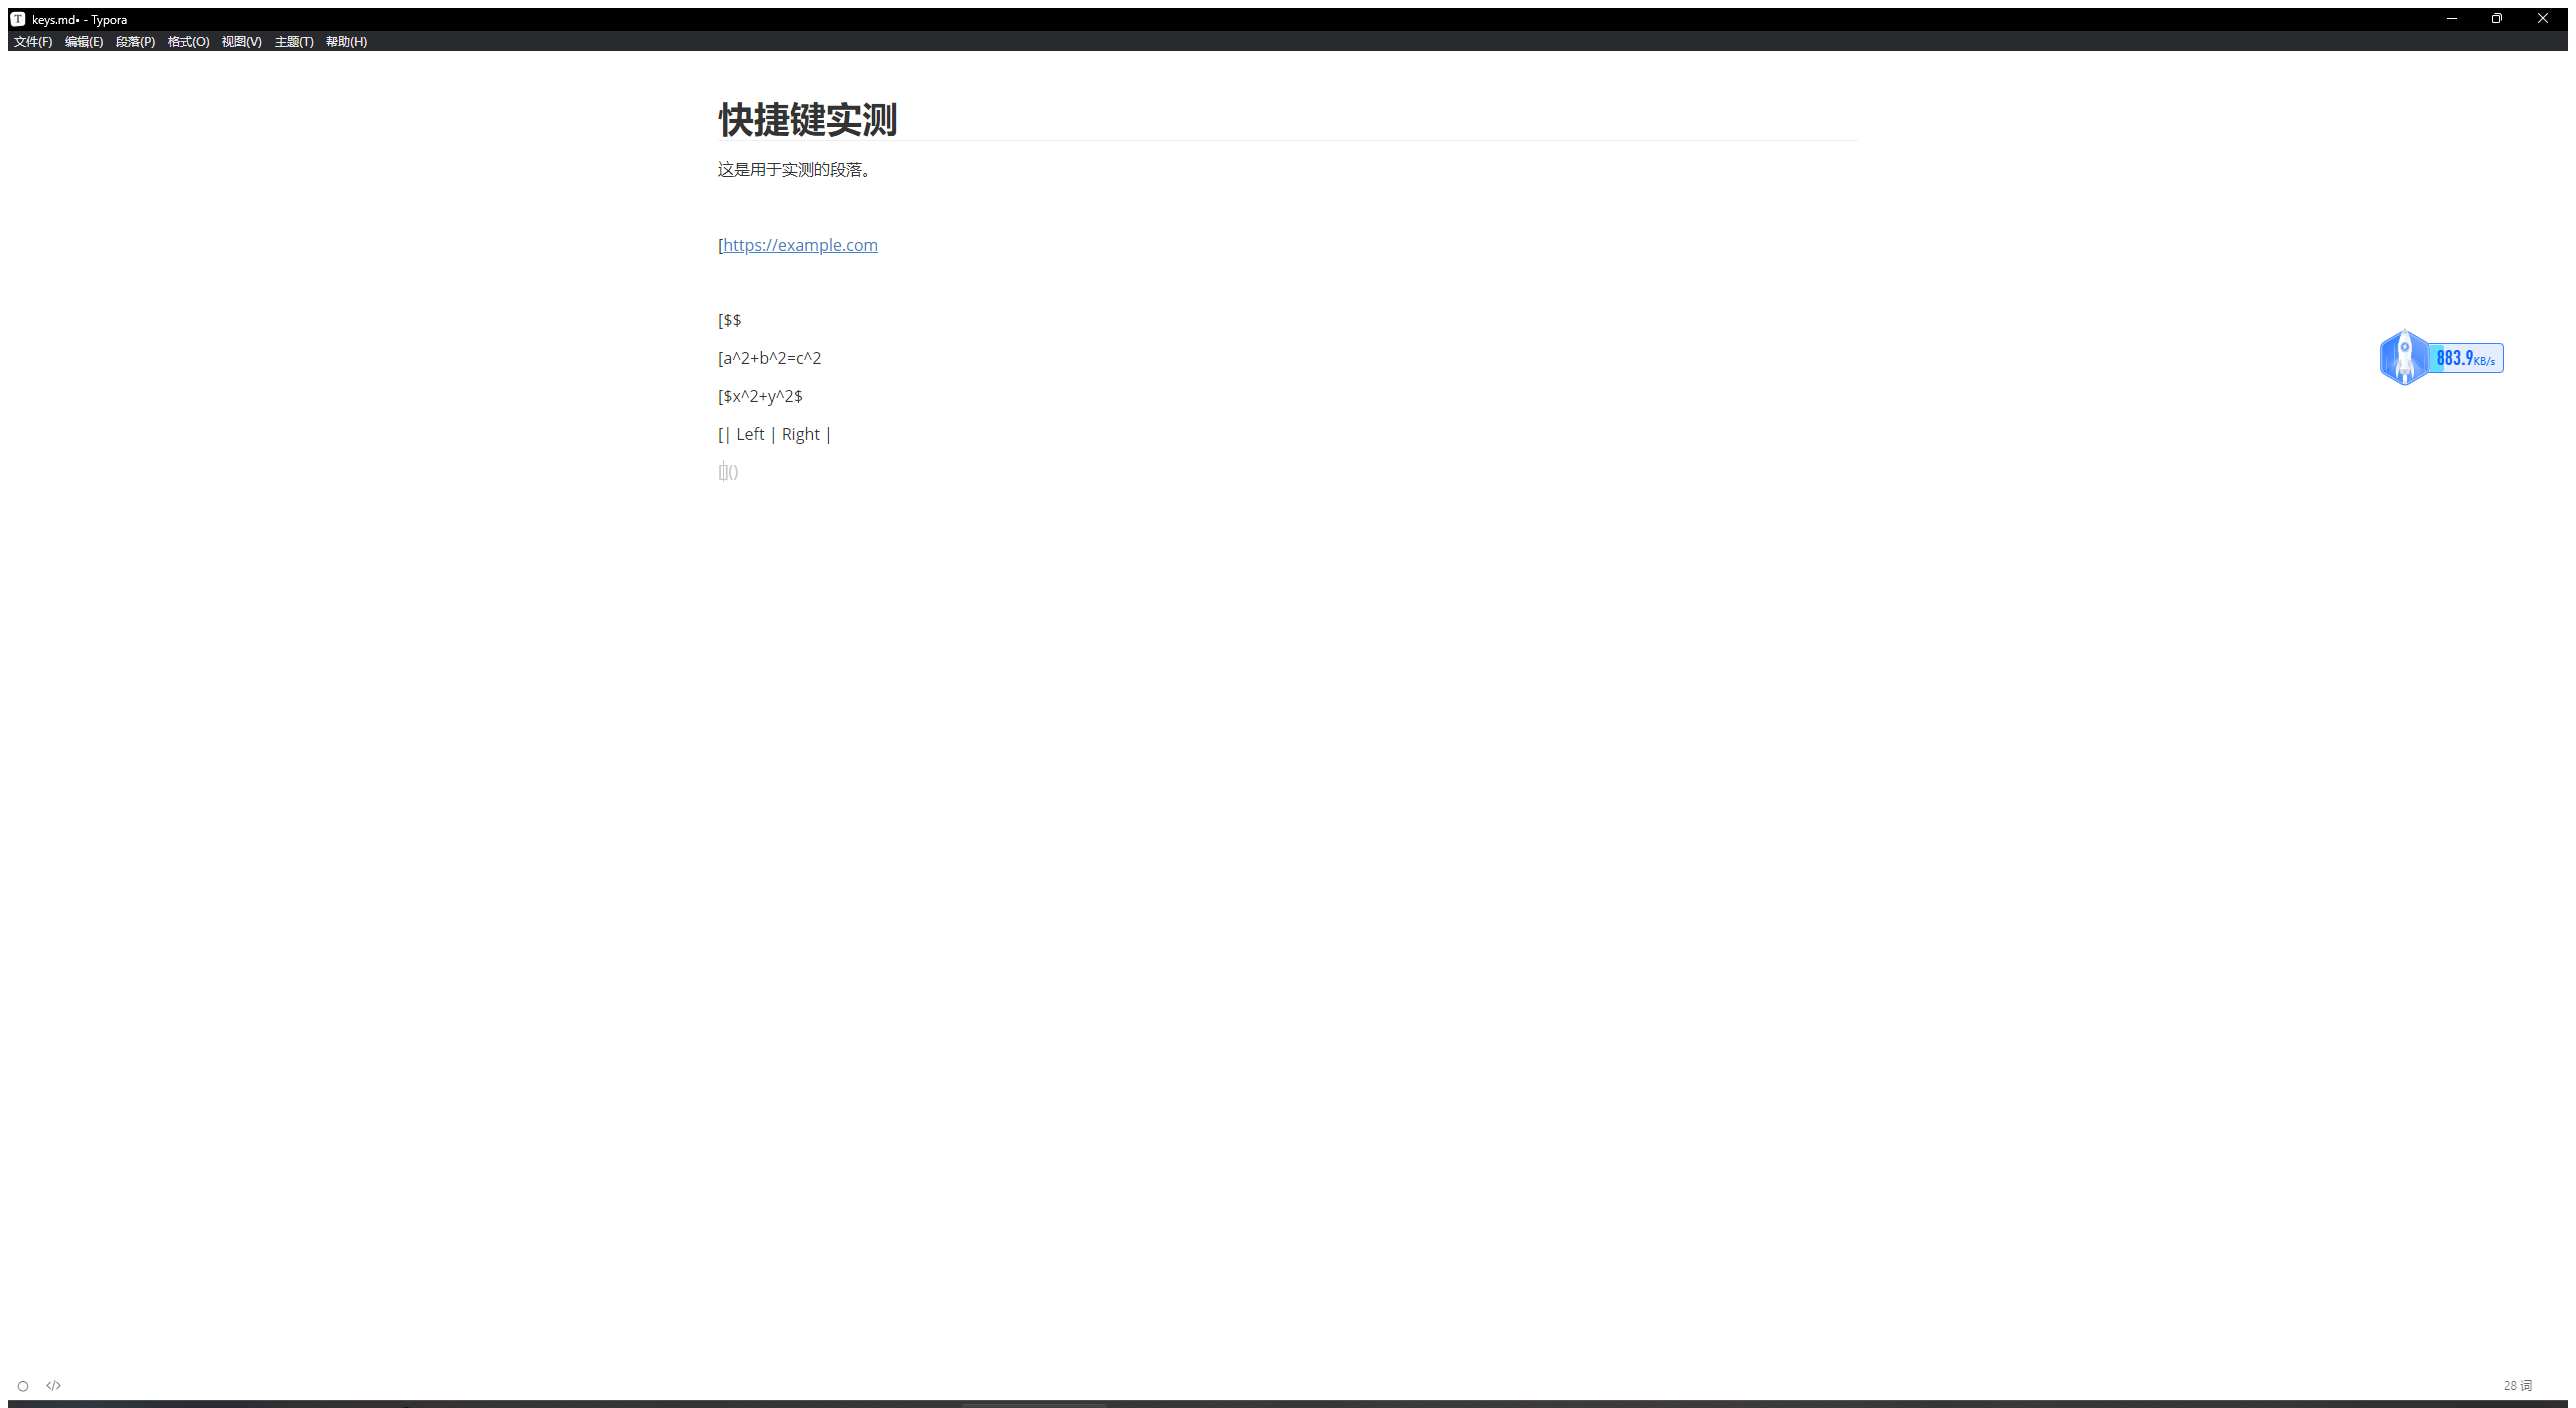 keys.md• - Typora
文件(F) 编辑(E) 段落(P) 格式(O) 视图(V) 主题(T) 帮助(H)
快捷键实测
这是用于实测的段落。
[https://example.com
[$$
[a^2+b^2=c^2
883.9KB/s
[$x^2+y^2$
[| Left | Right |
[]()
</> 28 词